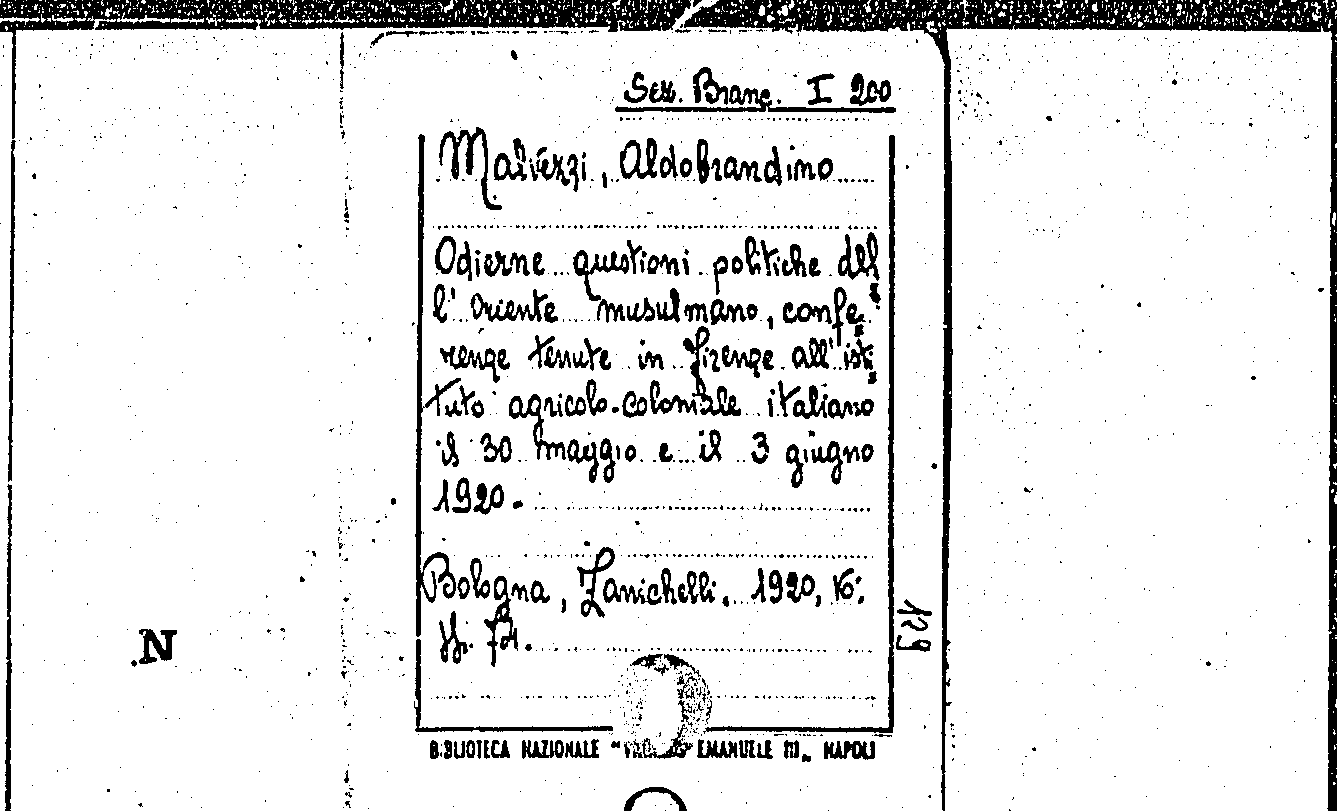 Sez. Branc. I 200
Malvezzi, Aldobrandino
Odierne questioni politiche del=
l'Oriente musulmano, confe=
renze tenute in Firenze all'isti=
tuto agricolo-coloniale italiano
il 30 maggio e il 3 giugno
1920.
Bologna, Zanichelli, 1920, 16:
pp.
129
N.
BIBLIOTECA NAZIONALE " EMANUELE III„ NAPOLI